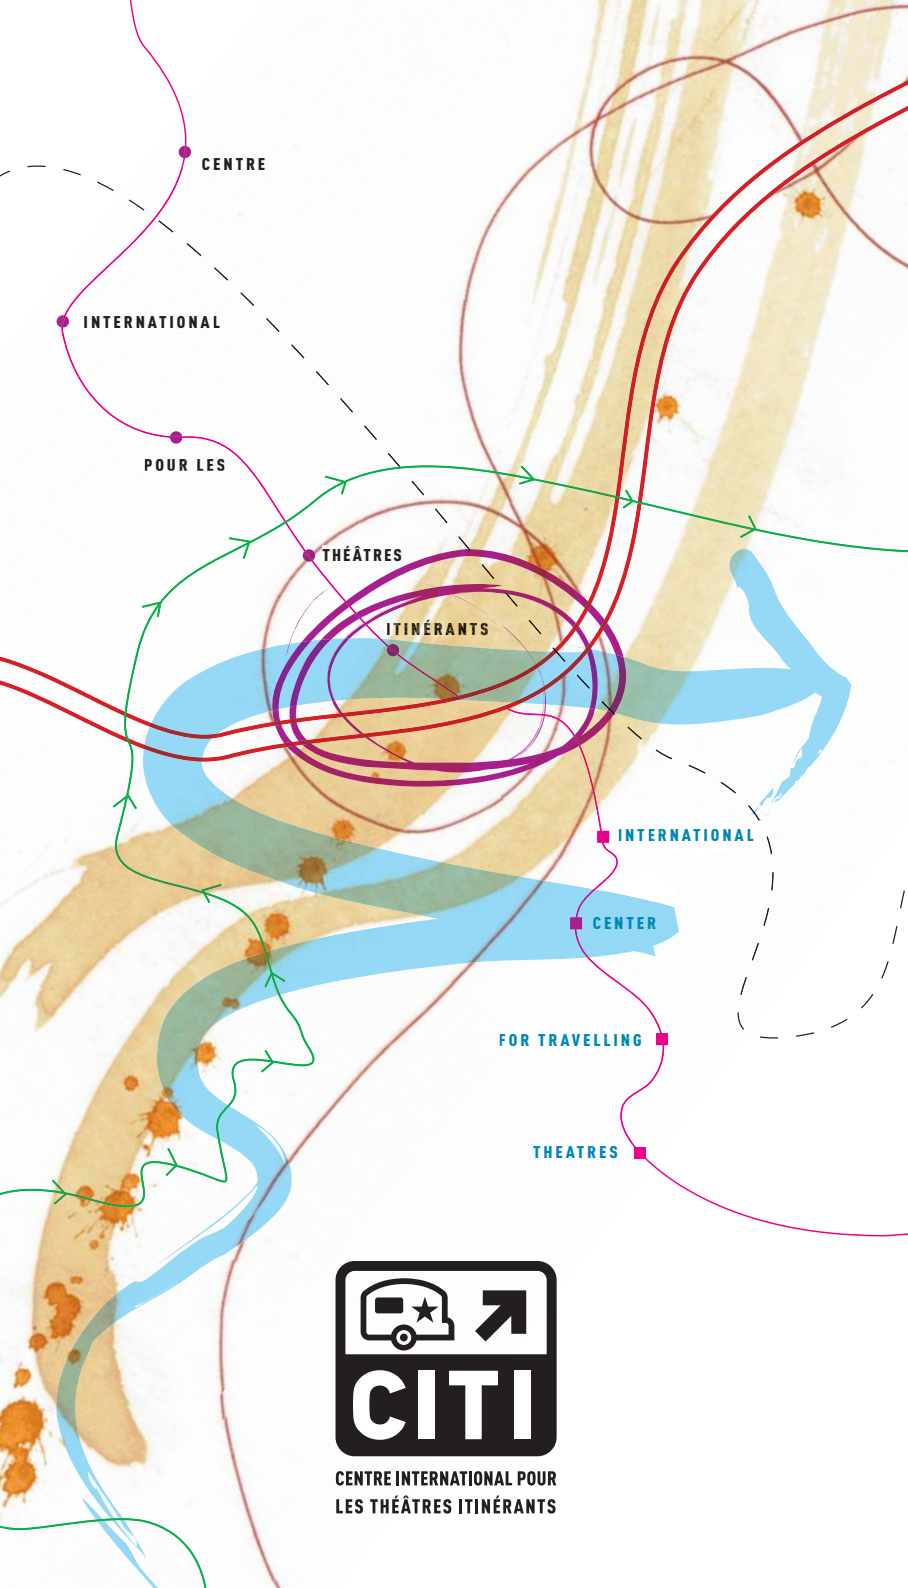 CENTRE
INTERNATIONAL
POUR LES
THÉÂTRES
ITINÉRANTS
INTERNATIONAL
CENTER
FOR TRAVELLING
THEATRES
CITI
CENTRE INTERNATIONAL POUR
LES THÉÂTRES ITINÉRANTS